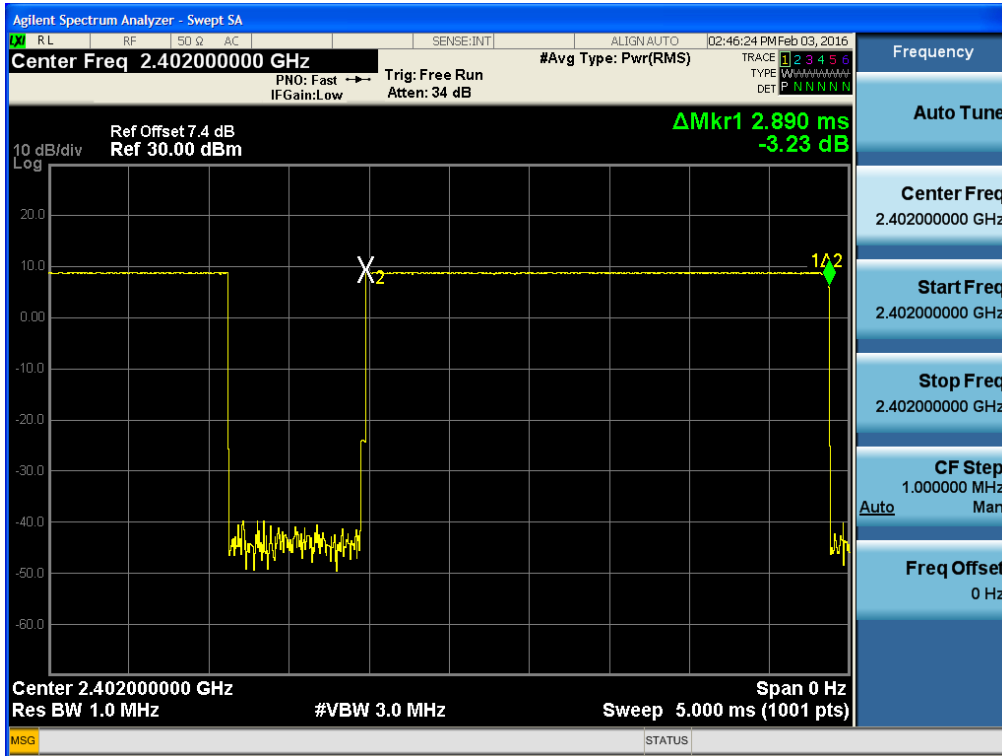 Agilent Spectrum Analyzer - Swept SA
LXI RL RF 50 Ω AC SENSE:INT ALIGN AUTO 02:46:24 PM Feb 03, 2016
Center Freq 2.402000000 GHz
#Avg Type: Pwr(RMS)
TRACE 1 2 3 4 5 6
TYPE W
DET P N N N N N
PNO: Fast
IFGain:Low
Trig: Free Run
Atten: 34 dB
Frequency
ΔMkr1 2.890 ms
-3.23 dB
Ref Offset 7.4 dB
10 dB/div Ref 30.00 dBm
Log
20.0
10.0
0.00
-10.0
-20.0
-30.0
-40.0
-50.0
-60.0
2
1Δ2
Center 2.402000000 GHz Span 0 Hz
Res BW 1.0 MHz #VBW 3.0 MHz Sweep 5.000 ms (1001 pts)
MSG STATUS
Auto Tune
Center Freq
2.402000000 GHz
Start Freq
2.402000000 GHz
Stop Freq
2.402000000 GHz
CF Step
1.000000 MHz
Auto Man
Freq Offset
0 Hz